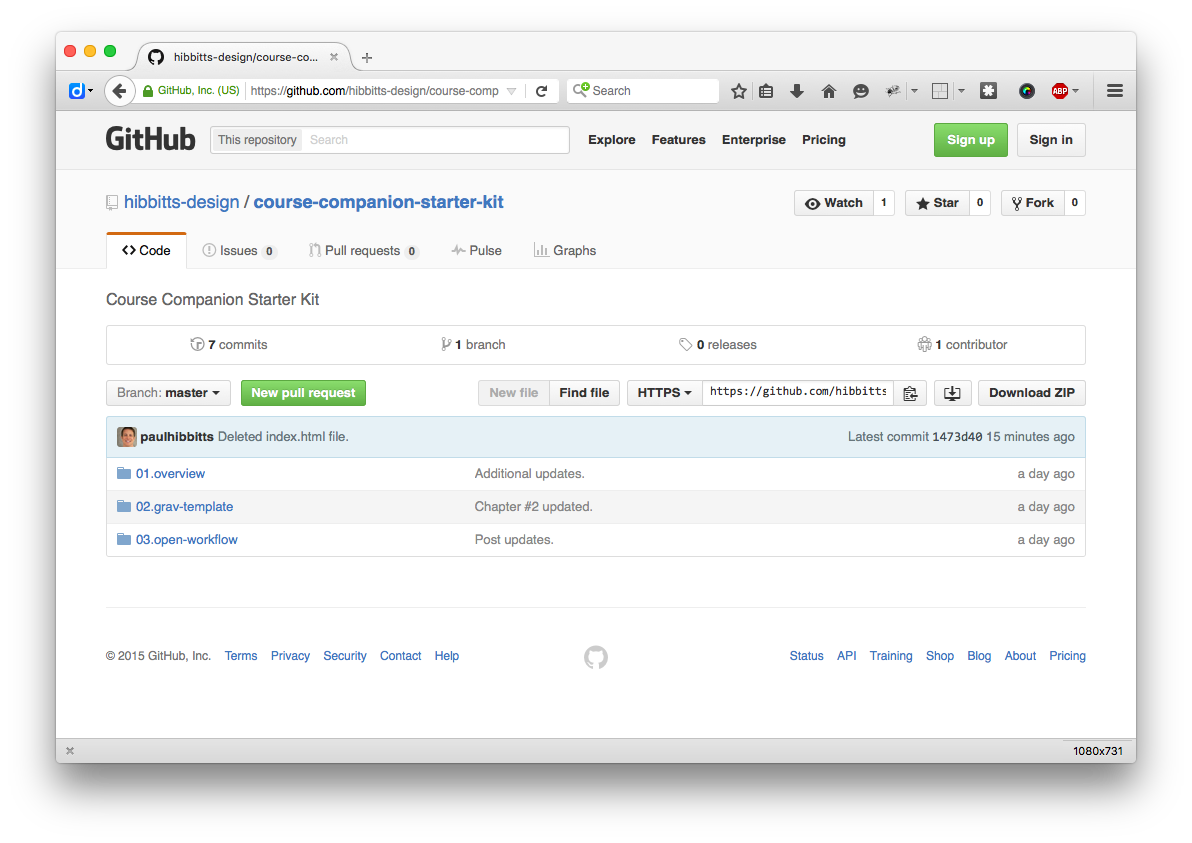 hibbitts-design/course-co...
GitHub, Inc. (US) https://github.com/hibbitts-design/course-comp Search ABP
GitHub This repository Search Explore Features Enterprise Pricing Sign up Sign in
hibbitts-design / course-companion-starter-kit Watch 1 Star 0 Fork 0
Code Issues 0 Pull requests 0 Pulse Graphs
Course Companion Starter Kit
7 commits 1 branch 0 releases 1 contributor
Branch: master New pull request New file Find file HTTPS https://github.com/hibbitts Download ZIP
paulhibbitts Deleted index.html file. Latest commit 1473d40 15 minutes ago
01.overview Additional updates. a day ago
02.grav-template Chapter #2 updated. a day ago
03.open-workflow Post updates. a day ago
© 2015 GitHub, Inc. Terms Privacy Security Contact Help Status API Training Shop Blog About Pricing
1080x731